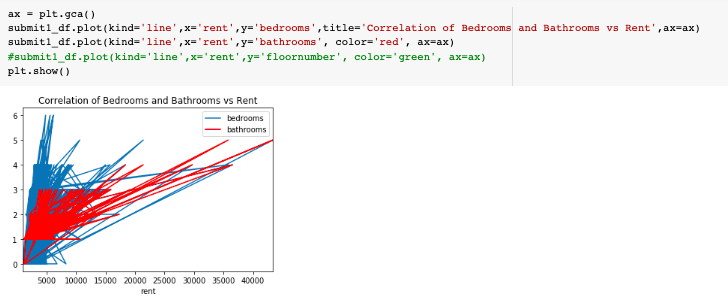 ax = plt.gca()
submit1_df.plot(kind='line',x='rent',y='bedrooms',title='Correlation of Bedrooms and Bathrooms vs Rent',ax=ax)
submit1_df.plot(kind='line',x='rent',y='bathrooms', color='red', ax=ax)
#submit1_df.plot(kind='line',x='rent',y='floornumber', color='green', ax=ax)
plt.show()
Correlation of Bedrooms and Bathrooms vs Rent
bedrooms
bathrooms
6
5
4
3
2
1
0
5000 10000 15000 20000 25000 30000 35000 40000
rent